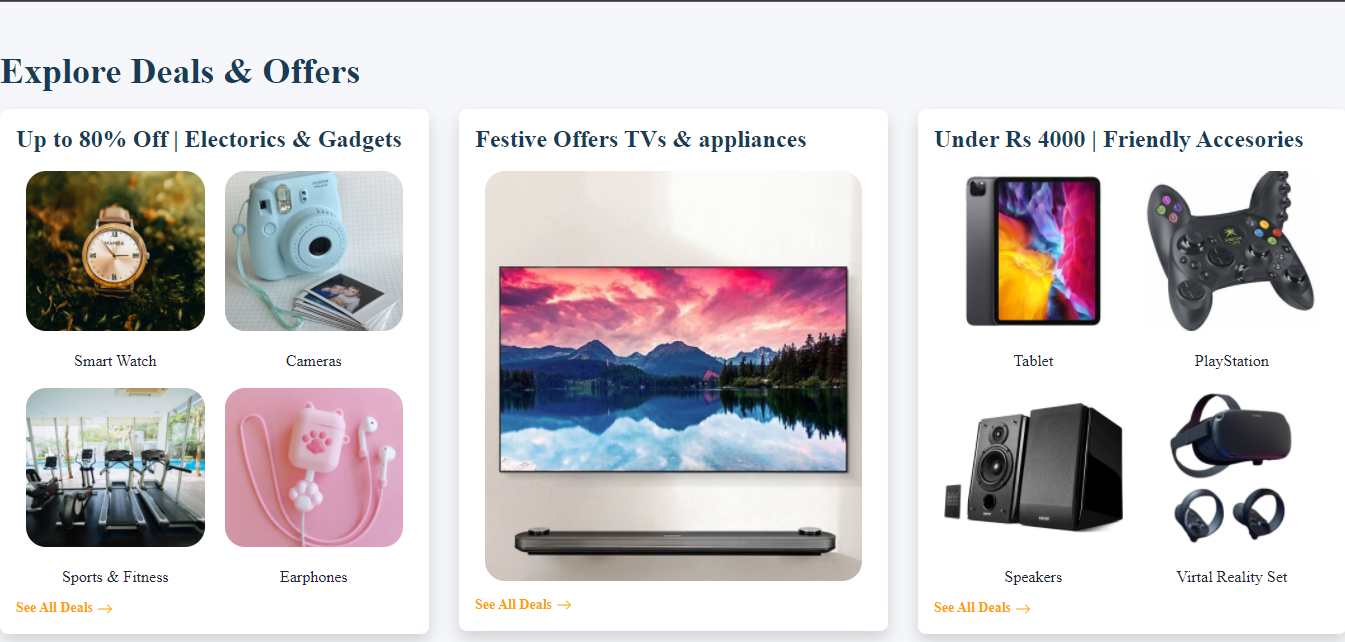 Explore Deals & Offers
Up to 80% Off | Electorics & Gadgets
Smart Watch
Cameras
Sports & Fitness
Earphones
See All Deals →
Festive Offers TVs & appliances
See All Deals →
Under Rs 4000 | Friendly Accesories
Tablet
PlayStation
Speakers
Virtal Reality Set
See All Deals →